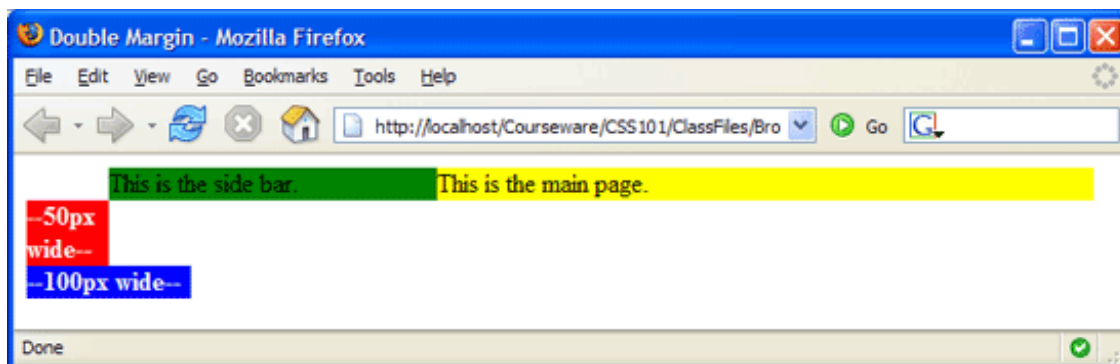 Double Margin - Mozilla Firefox
File Edit View Go Bookmarks Tools Help
http://localhost/Courseware/CSS101/ClassFiles/Bro Go G
This is the side bar. This is the main page.
--50px
wide--
--100px wide--
Done